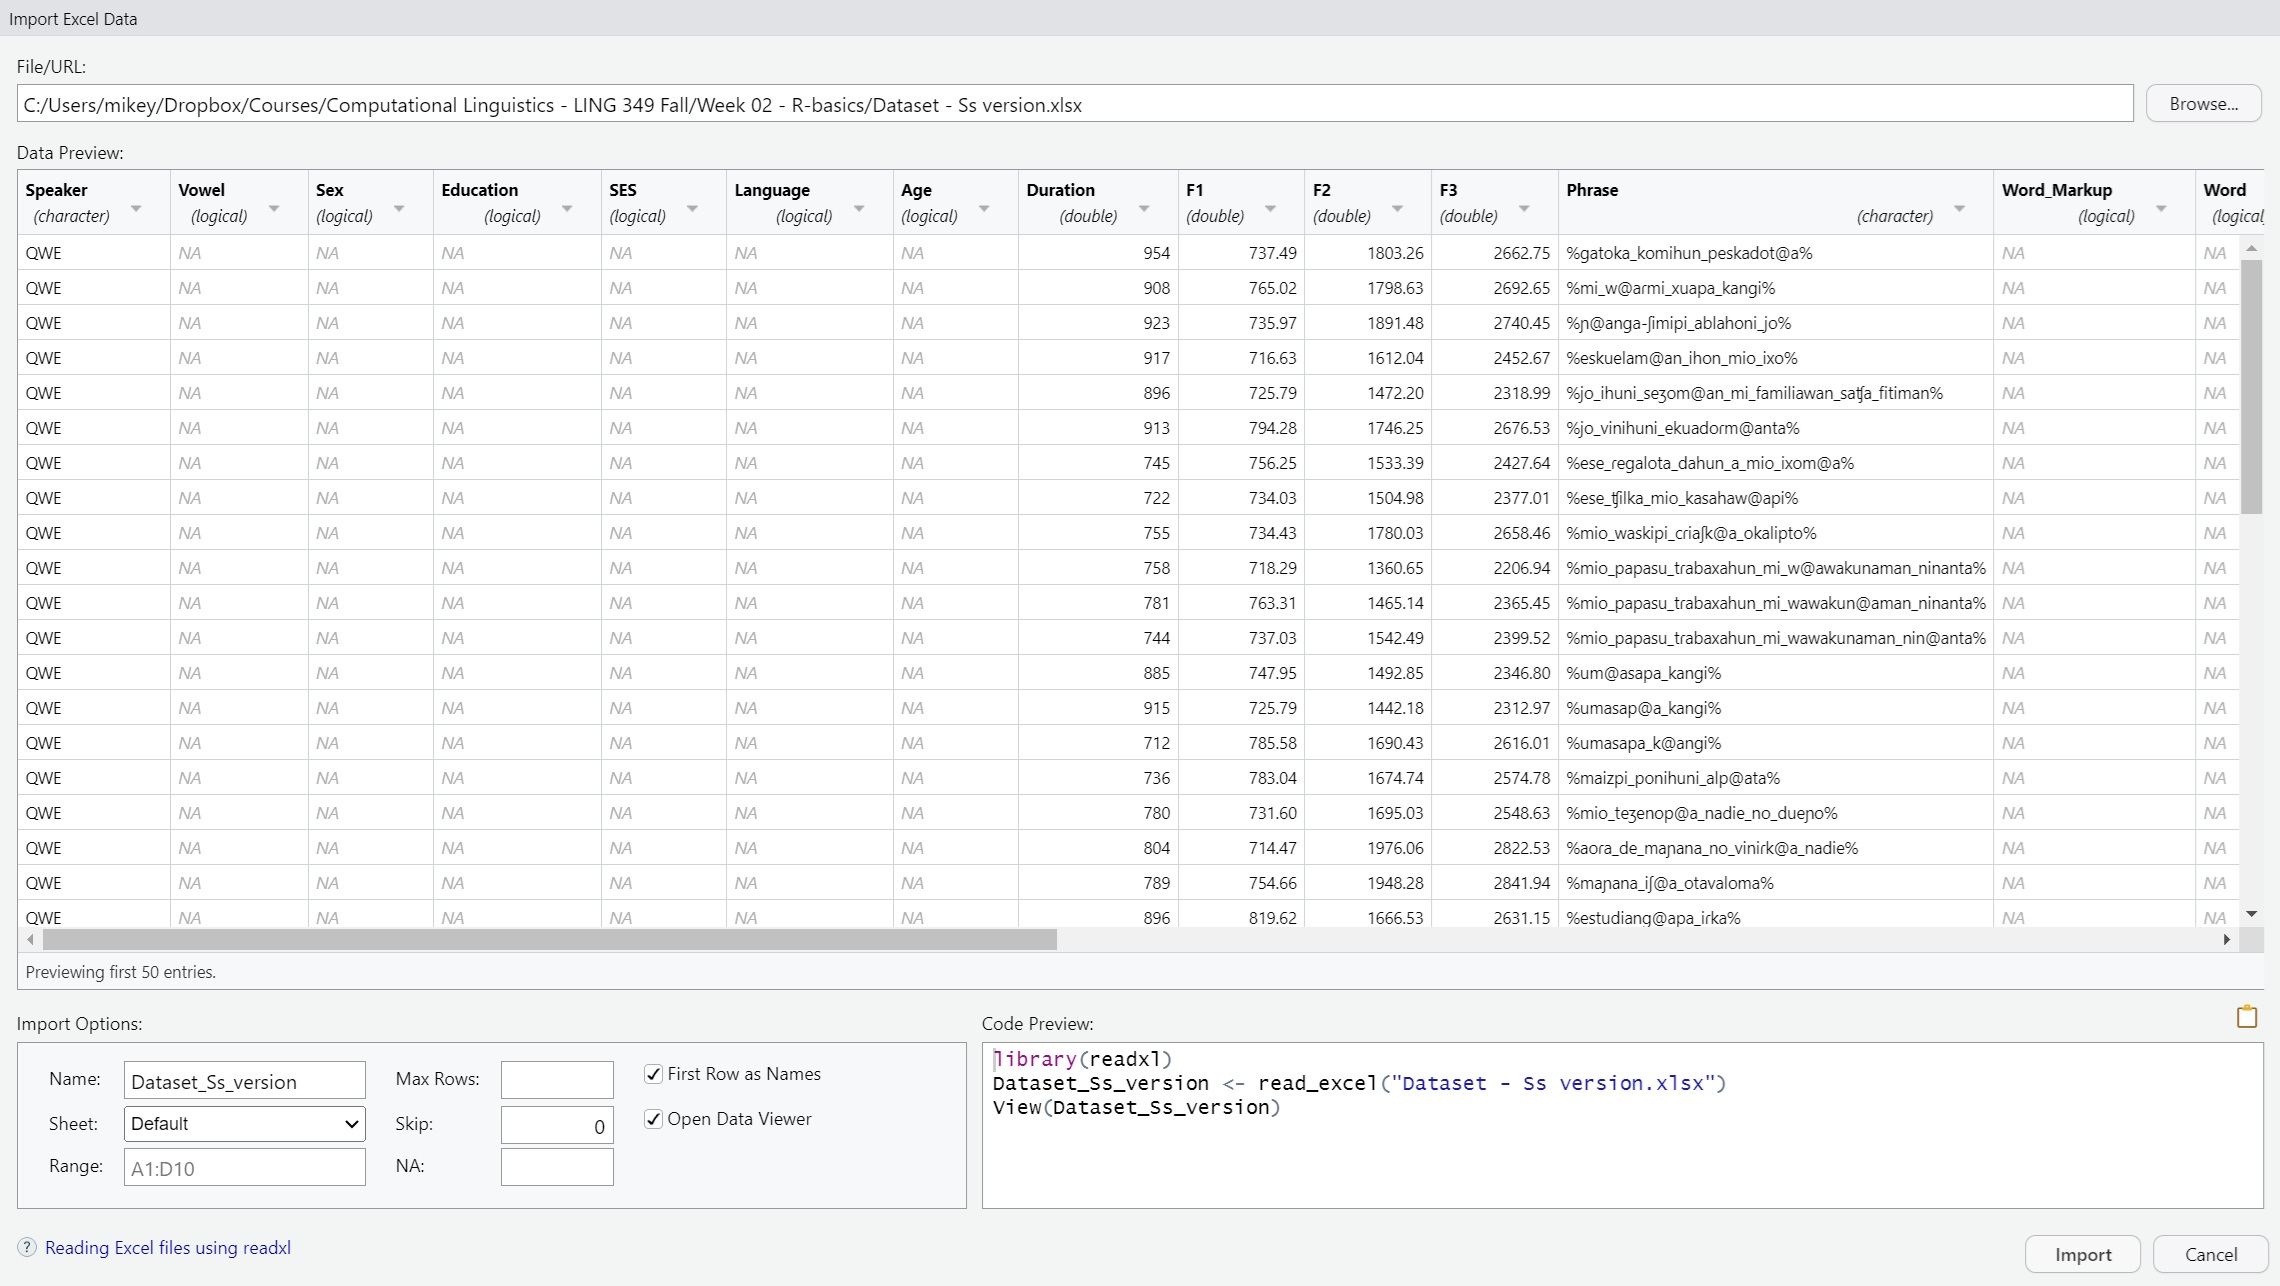 Import Excel Data
File/URL:
C:/Users/mikey/Dropbox/Courses/Computational Linguistics - LING 349 Fall/Week 02 - R-basics/Dataset - Ss version.xlsx
Browse...
Data Preview:
Speaker Vowel Sex Education SES Language Age Duration F1 F2 F3 Phrase Word_Markup Word
(character) (logical) (logical) (logical) (logical) (logical) (logical) (double) (double) (double) (double) (character) (logical) (logical
QWE NA NA NA NA NA NA 954 737.49 1803.26 2662.75 %gatoka_komihun_peskadot@a% NA NA
QWE NA NA NA NA NA NA 908 765.02 1798.63 2692.65 %mi_w@aɾmi_xuapa_kangi% NA NA
QWE NA NA NA NA NA NA 923 735.97 1891.48 2740.45 %ɲ@anga-ʃimipi_ablahoni_jo% NA NA
QWE NA NA NA NA NA NA 917 716.63 1612.04 2452.67 %eskuelam@an_ihon_mio_ixo% NA NA
QWE NA NA NA NA NA NA 896 725.79 1472.20 2318.99 %jo_ihuni_seʒom@an_mi_familiawan_saʧa_fitiman% NA NA
QWE NA NA NA NA NA NA 913 794.28 1746.25 2676.53 %jo_vinihuni_ekuadoɾm@anta% NA NA
QWE NA NA NA NA NA NA 745 756.25 1533.39 2427.64 %ese_ɾegalota_dahun_a_mio_ixom@a% NA NA
QWE NA NA NA NA NA NA 722 734.03 1504.98 2377.01 %ese_ʧilka_mio_kasahaw@api% NA NA
QWE NA NA NA NA NA NA 755 734.43 1780.03 2658.46 %mio_waskipi_cɾiaʃk@a_okalipto% NA NA
QWE NA NA NA NA NA NA 758 718.29 1360.65 2206.94 %mio_papasu_tɾabaxahun_mi_w@awakunaman_ninanta% NA NA
QWE NA NA NA NA NA NA 781 763.31 1465.14 2365.45 %mio_papasu_tɾabaxahun_mi_wawakun@aman_ninanta% NA NA
QWE NA NA NA NA NA NA 744 737.03 1542.49 2399.52 %mio_papasu_tɾabaxahun_mi_wawakunaman_nin@anta% NA NA
QWE NA NA NA NA NA NA 885 747.95 1492.85 2346.80 %um@asapa_kangi% NA NA
QWE NA NA NA NA NA NA 915 725.79 1442.18 2312.97 %umasap@a_kangi% NA NA
QWE NA NA NA NA NA NA 712 785.58 1690.43 2616.01 %umasapa_k@angi% NA NA
QWE NA NA NA NA NA NA 736 783.04 1674.74 2574.78 %maizpi_ponihuni_alp@ata% NA NA
QWE NA NA NA NA NA NA 780 731.60 1695.03 2548.63 %mio_teʒenop@a_nadie_no_dueɲo% NA NA
QWE NA NA NA NA NA NA 804 714.47 1976.06 2822.53 %aoɾa_de_maɲana_no_viniɾk@a_nadie% NA NA
QWE NA NA NA NA NA NA 789 754.66 1948.28 2841.94 %maɲana_iʃ@a_otavaloma% NA NA
QWE NA NA NA NA NA NA 896 819.62 1666.53 2631.15 %estudiang@apa_iɾka% NA NA
Previewing first 50 entries.
Import Options:
Name: Dataset_Ss_version Max Rows: First Row as Names
Sheet: Default Skip: 0 Open Data Viewer
Range: A1:D10 NA:
Code Preview:
library(readxl)
Dataset_Ss_version <- read_excel("Dataset - Ss version.xlsx")
View(Dataset_Ss_version)
? Reading Excel files using readxl
Import Cancel